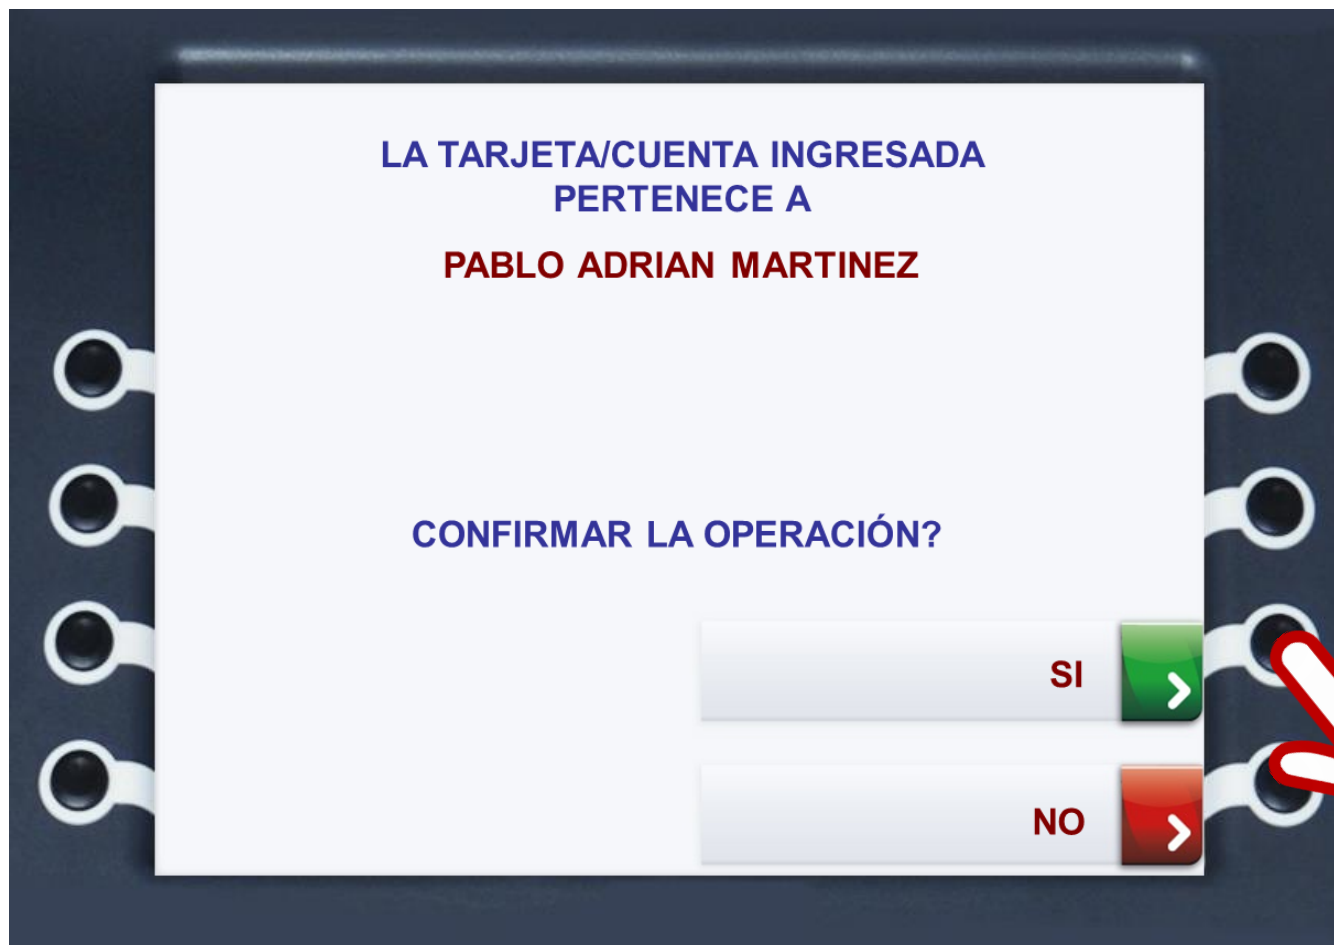 LA TARJETA/CUENTA INGRESADA
PERTENECE A
PABLO ADRIAN MARTINEZ
CONFIRMAR LA OPERACIÓN?
SI
NO